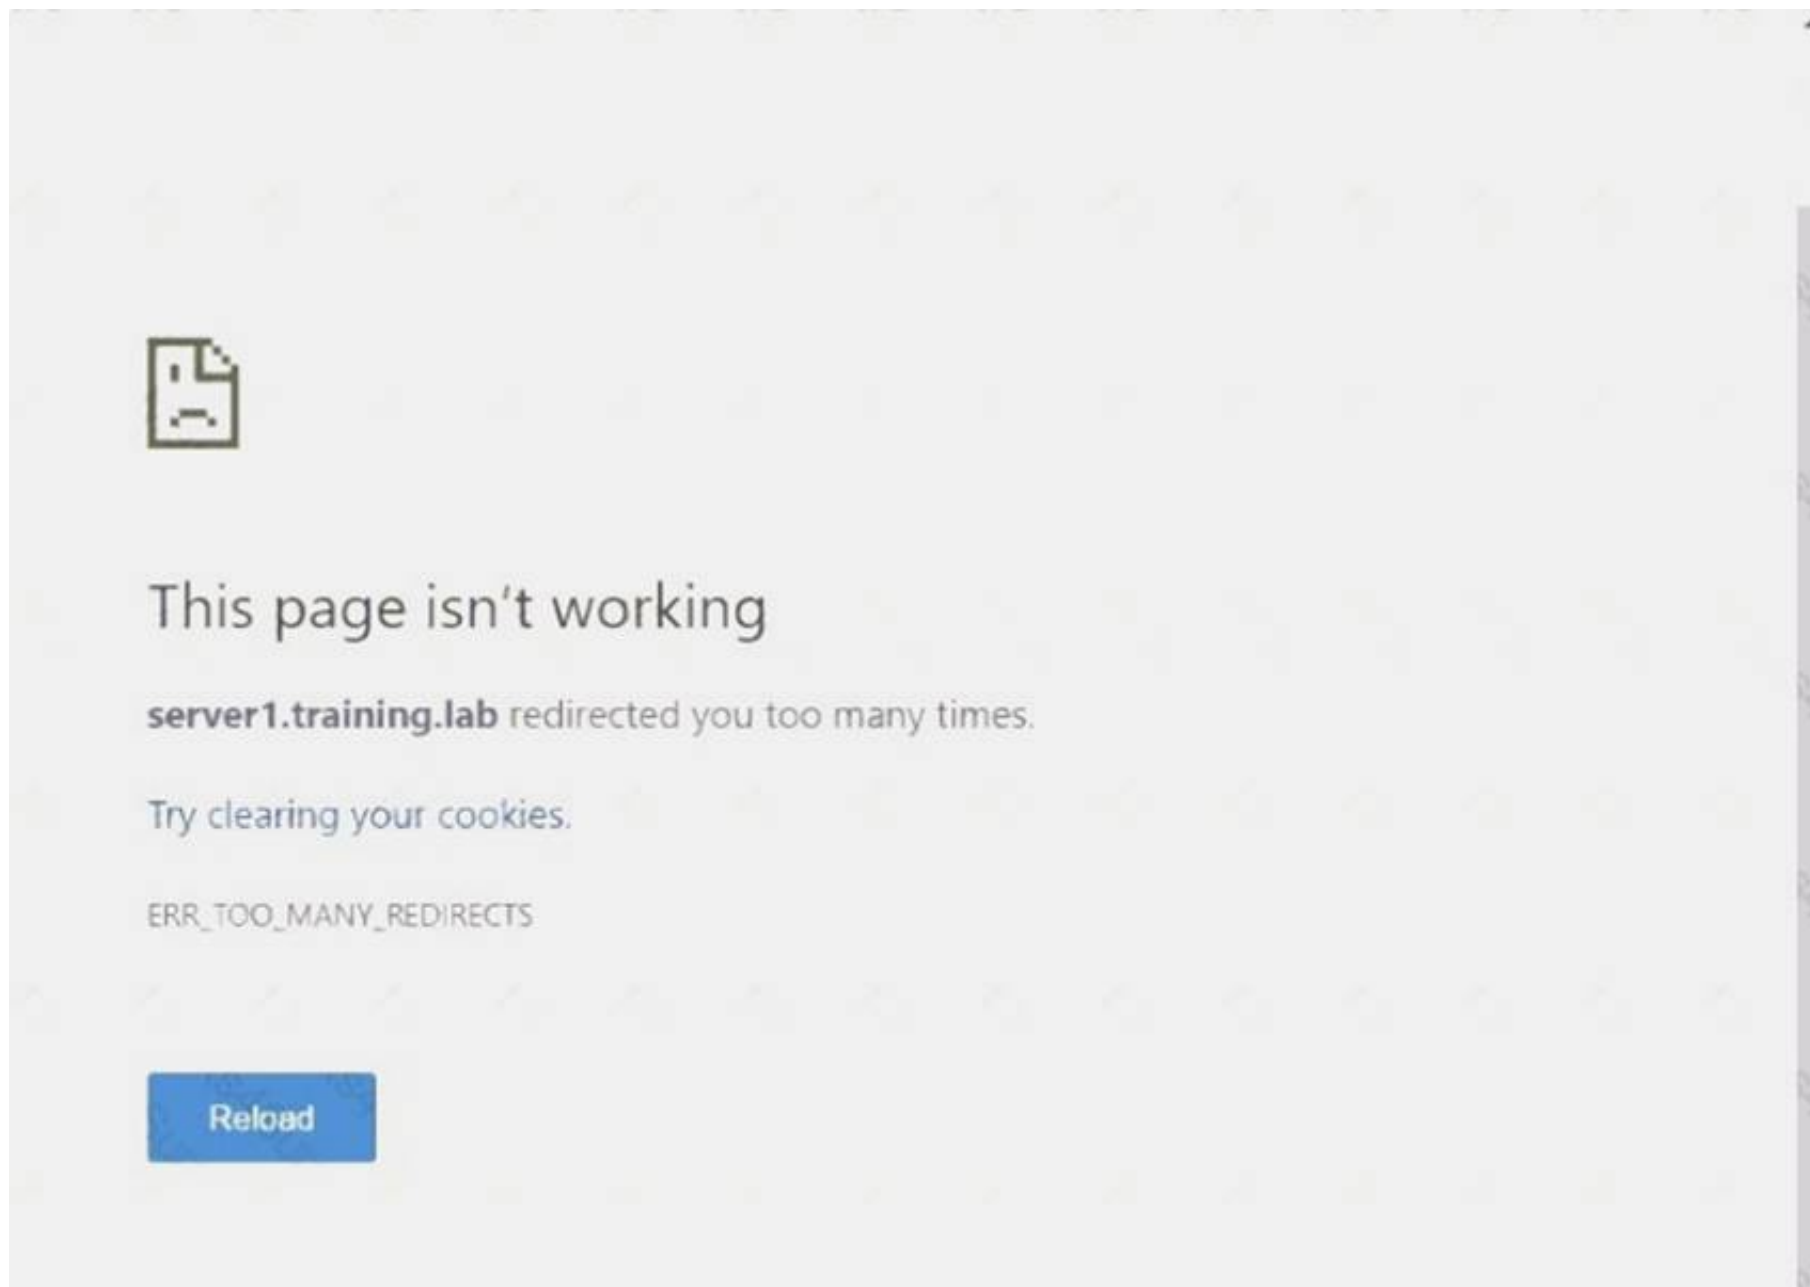 This page isn't working
server1.training.lab redirected you too many times.
Try clearing your cookies.
ERR_TOO_MANY_REDIRECTS
Reload